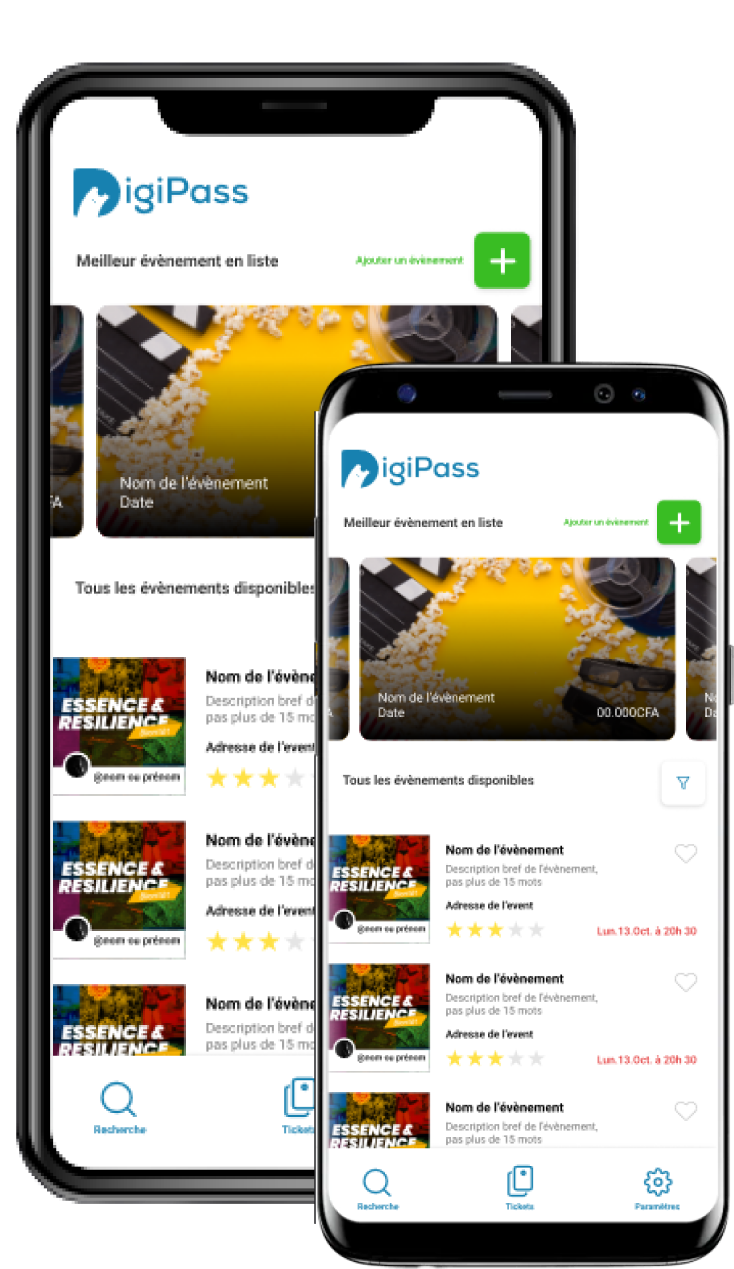 DigiPass
Meilleur évènement en liste
Ajouter un évènement
Nom de l'évènement
Date
Tous les évènements disponibles
ESSENCE &
RESILIENCE
@nom ou prénom
Nom de l'évène
Description bref d
pas plus de 15 mo
Adresse de l'event
ESSENCE &
RESILIENCE
@nom ou prénom
Nom de l'évène
Description bref d
pas plus de 15 mo
Adresse de l'event
ESSENCE &
RESILIENCE
Nom de l'évène
Description bref d
pas plus de 15 mo
Recherche
Tickets
DigiPass
Meilleur évènement en liste
Ajouter un évènement
Nom de l'évènement
Date
00.000CFA
Tous les évènements disponibles
ESSENCE &
RESILIENCE
@nom ou prénom
Nom de l'évènement
Description bref de l'évènement,
pas plus de 15 mots
Adresse de l'event
Lun.13.Oct. à 20h 30
ESSENCE &
RESILIENCE
@nom ou prénom
Nom de l'évènement
Description bref de l'évènement,
pas plus de 15 mots
Adresse de l'event
Lun.13.Oct. à 20h 30
ESSENCE &
RESILIENCE
Nom de l'évènement
Description bref de l'évènement,
pas plus de 15 mots
Recherche
Tickets
Paramètres